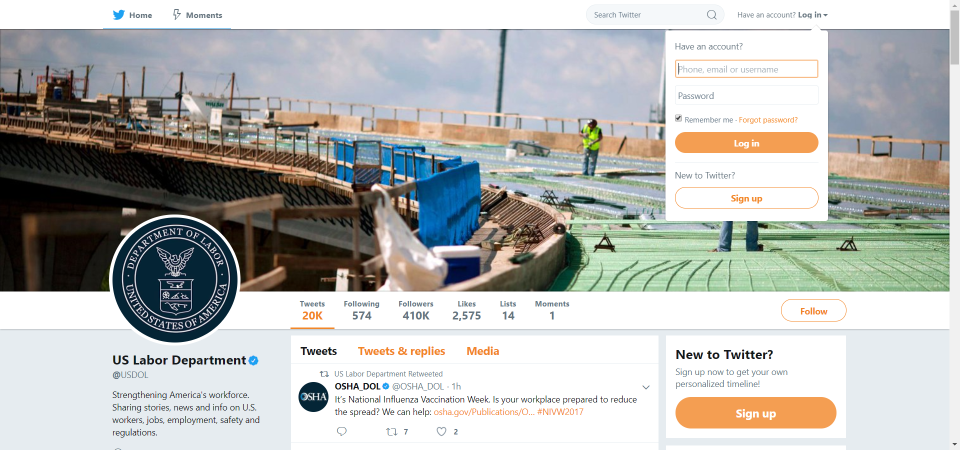 Home
Moments
Search Twitter
Have an account? Log in
Have an account?
Phone, email or username
Password
Remember me · Forgot password?
Log in
New to Twitter?
Sign up
DEPARTMENT OF LABOR
UNITED STATES OF AMERICA
Tweets
20K
Following
574
Followers
410K
Likes
2,575
Lists
14
Moments
1
Follow
US Labor Department
@USDOL
Strengthening America's workforce.
Sharing stories, news and info on U.S.
workers, jobs, employment, safety and
regulations.
Tweets
Tweets & replies
Media
US Labor Department Retweeted
OSHA
OSHA_DOL @OSHA_DOL · 1h
It's National Influenza Vaccination Week. Is your workplace prepared to reduce
the spread? We can help: osha.gov/Publications/O... #NIVW2017
7
2
New to Twitter?
Sign up now to get your own
personalized timeline!
Sign up